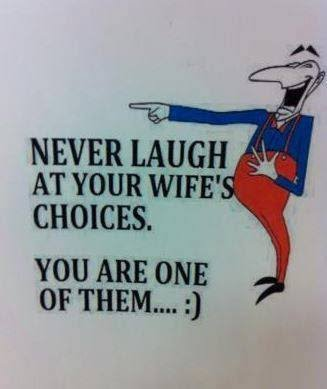 NEVER LAUGH
AT YOUR WIFE'S
CHOICES.
YOU ARE ONE
OF THEM.... :)